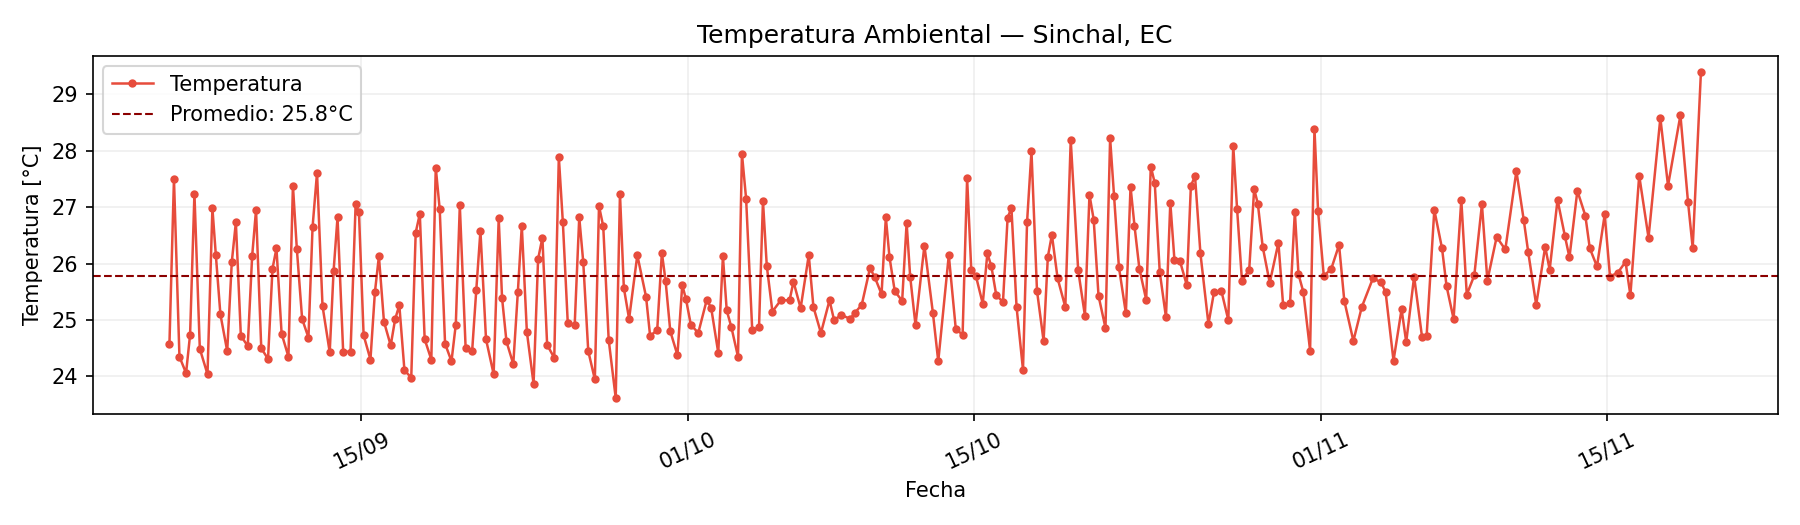 Temperatura Ambiental — Sinchal, EC
Temperatura
Promedio: 25.8°C
Temperatura [°C]
29
28
27
26
25
24
15/09
01/10
15/10
01/11
15/11
Fecha